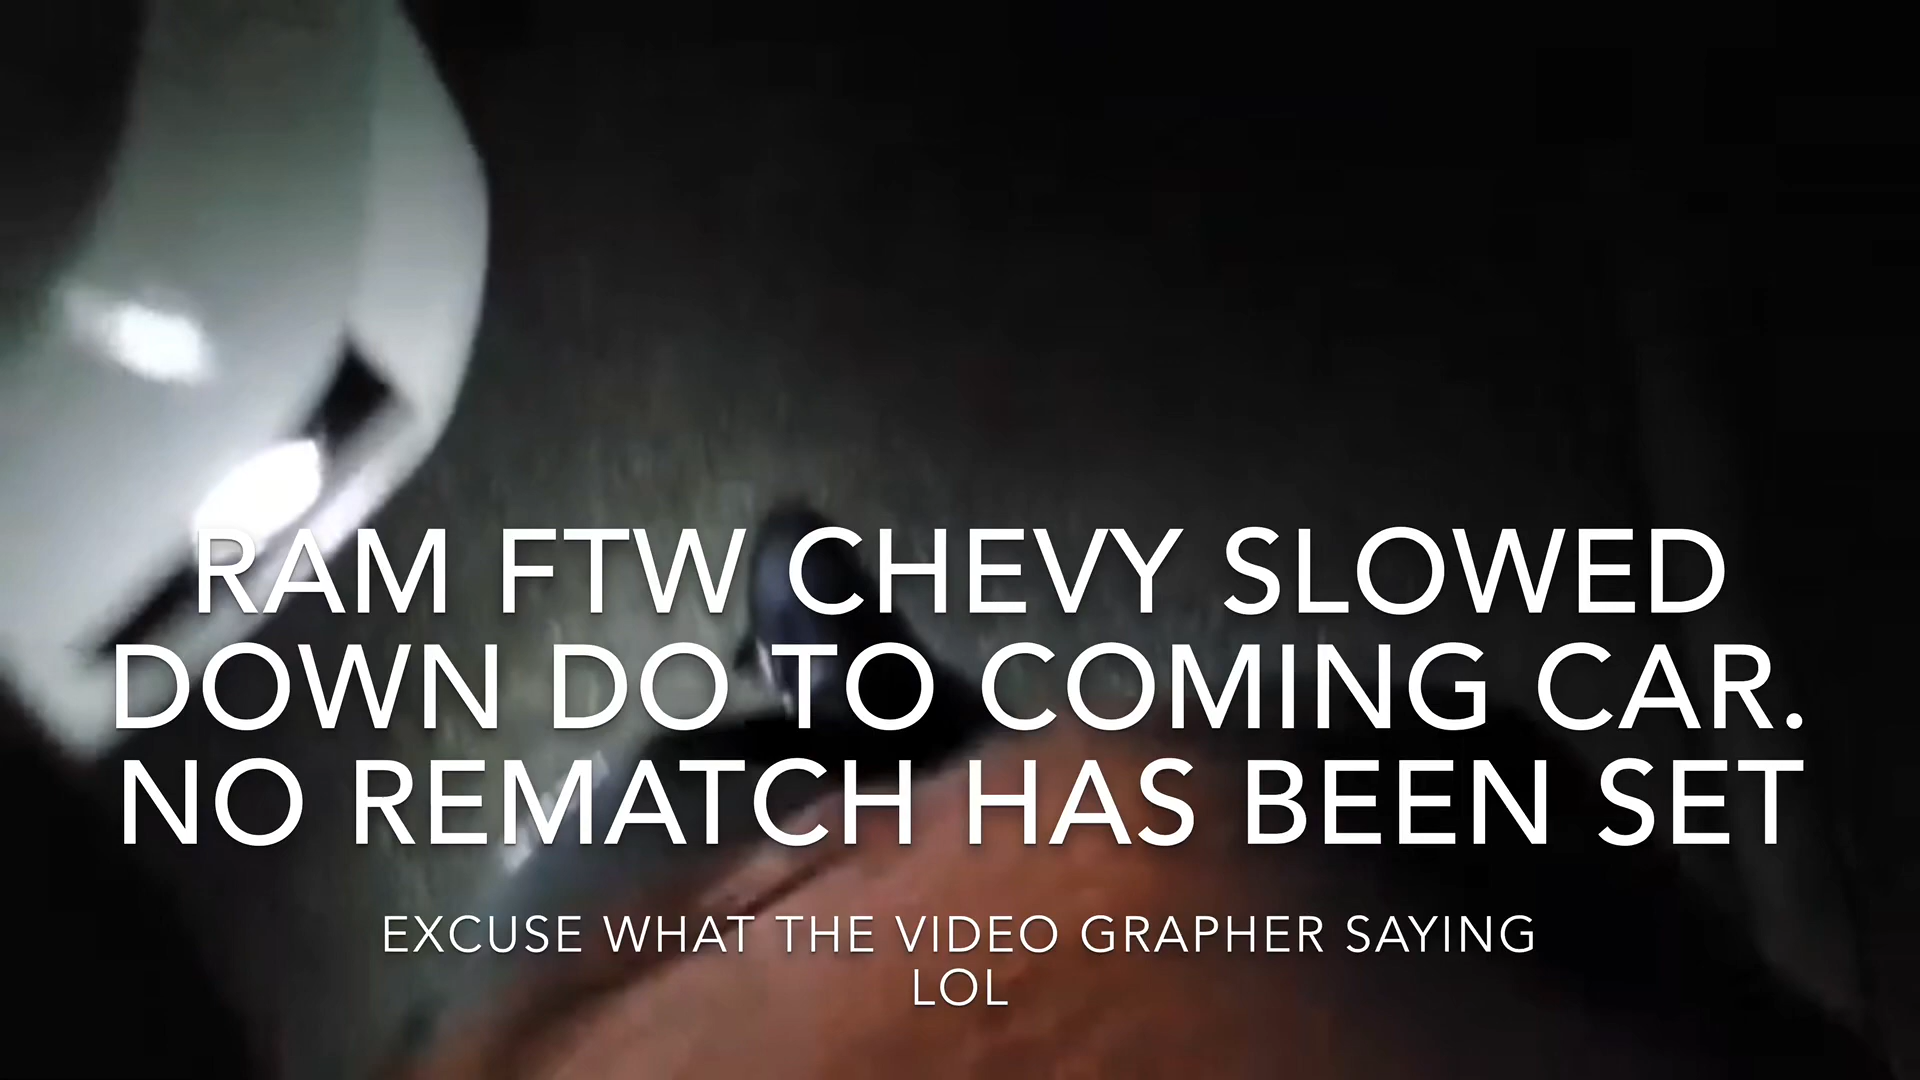 RAM FTW CHEVY SLOWED
DOWN DO TO COMING CAR.
NO REMATCH HAS BEEN SET
EXCUSE WHAT THE VIDEO GRAPHER SAYING
LOL